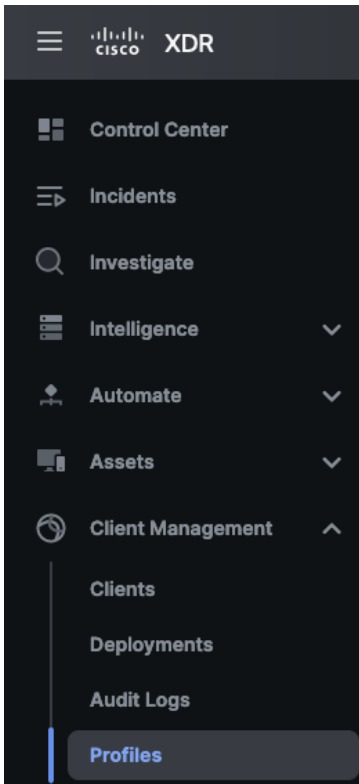 cisco XDR
Control Center
Incidents
Investigate
Intelligence
Automate
Assets
Client Management
Clients
Deployments
Audit Logs
Profiles